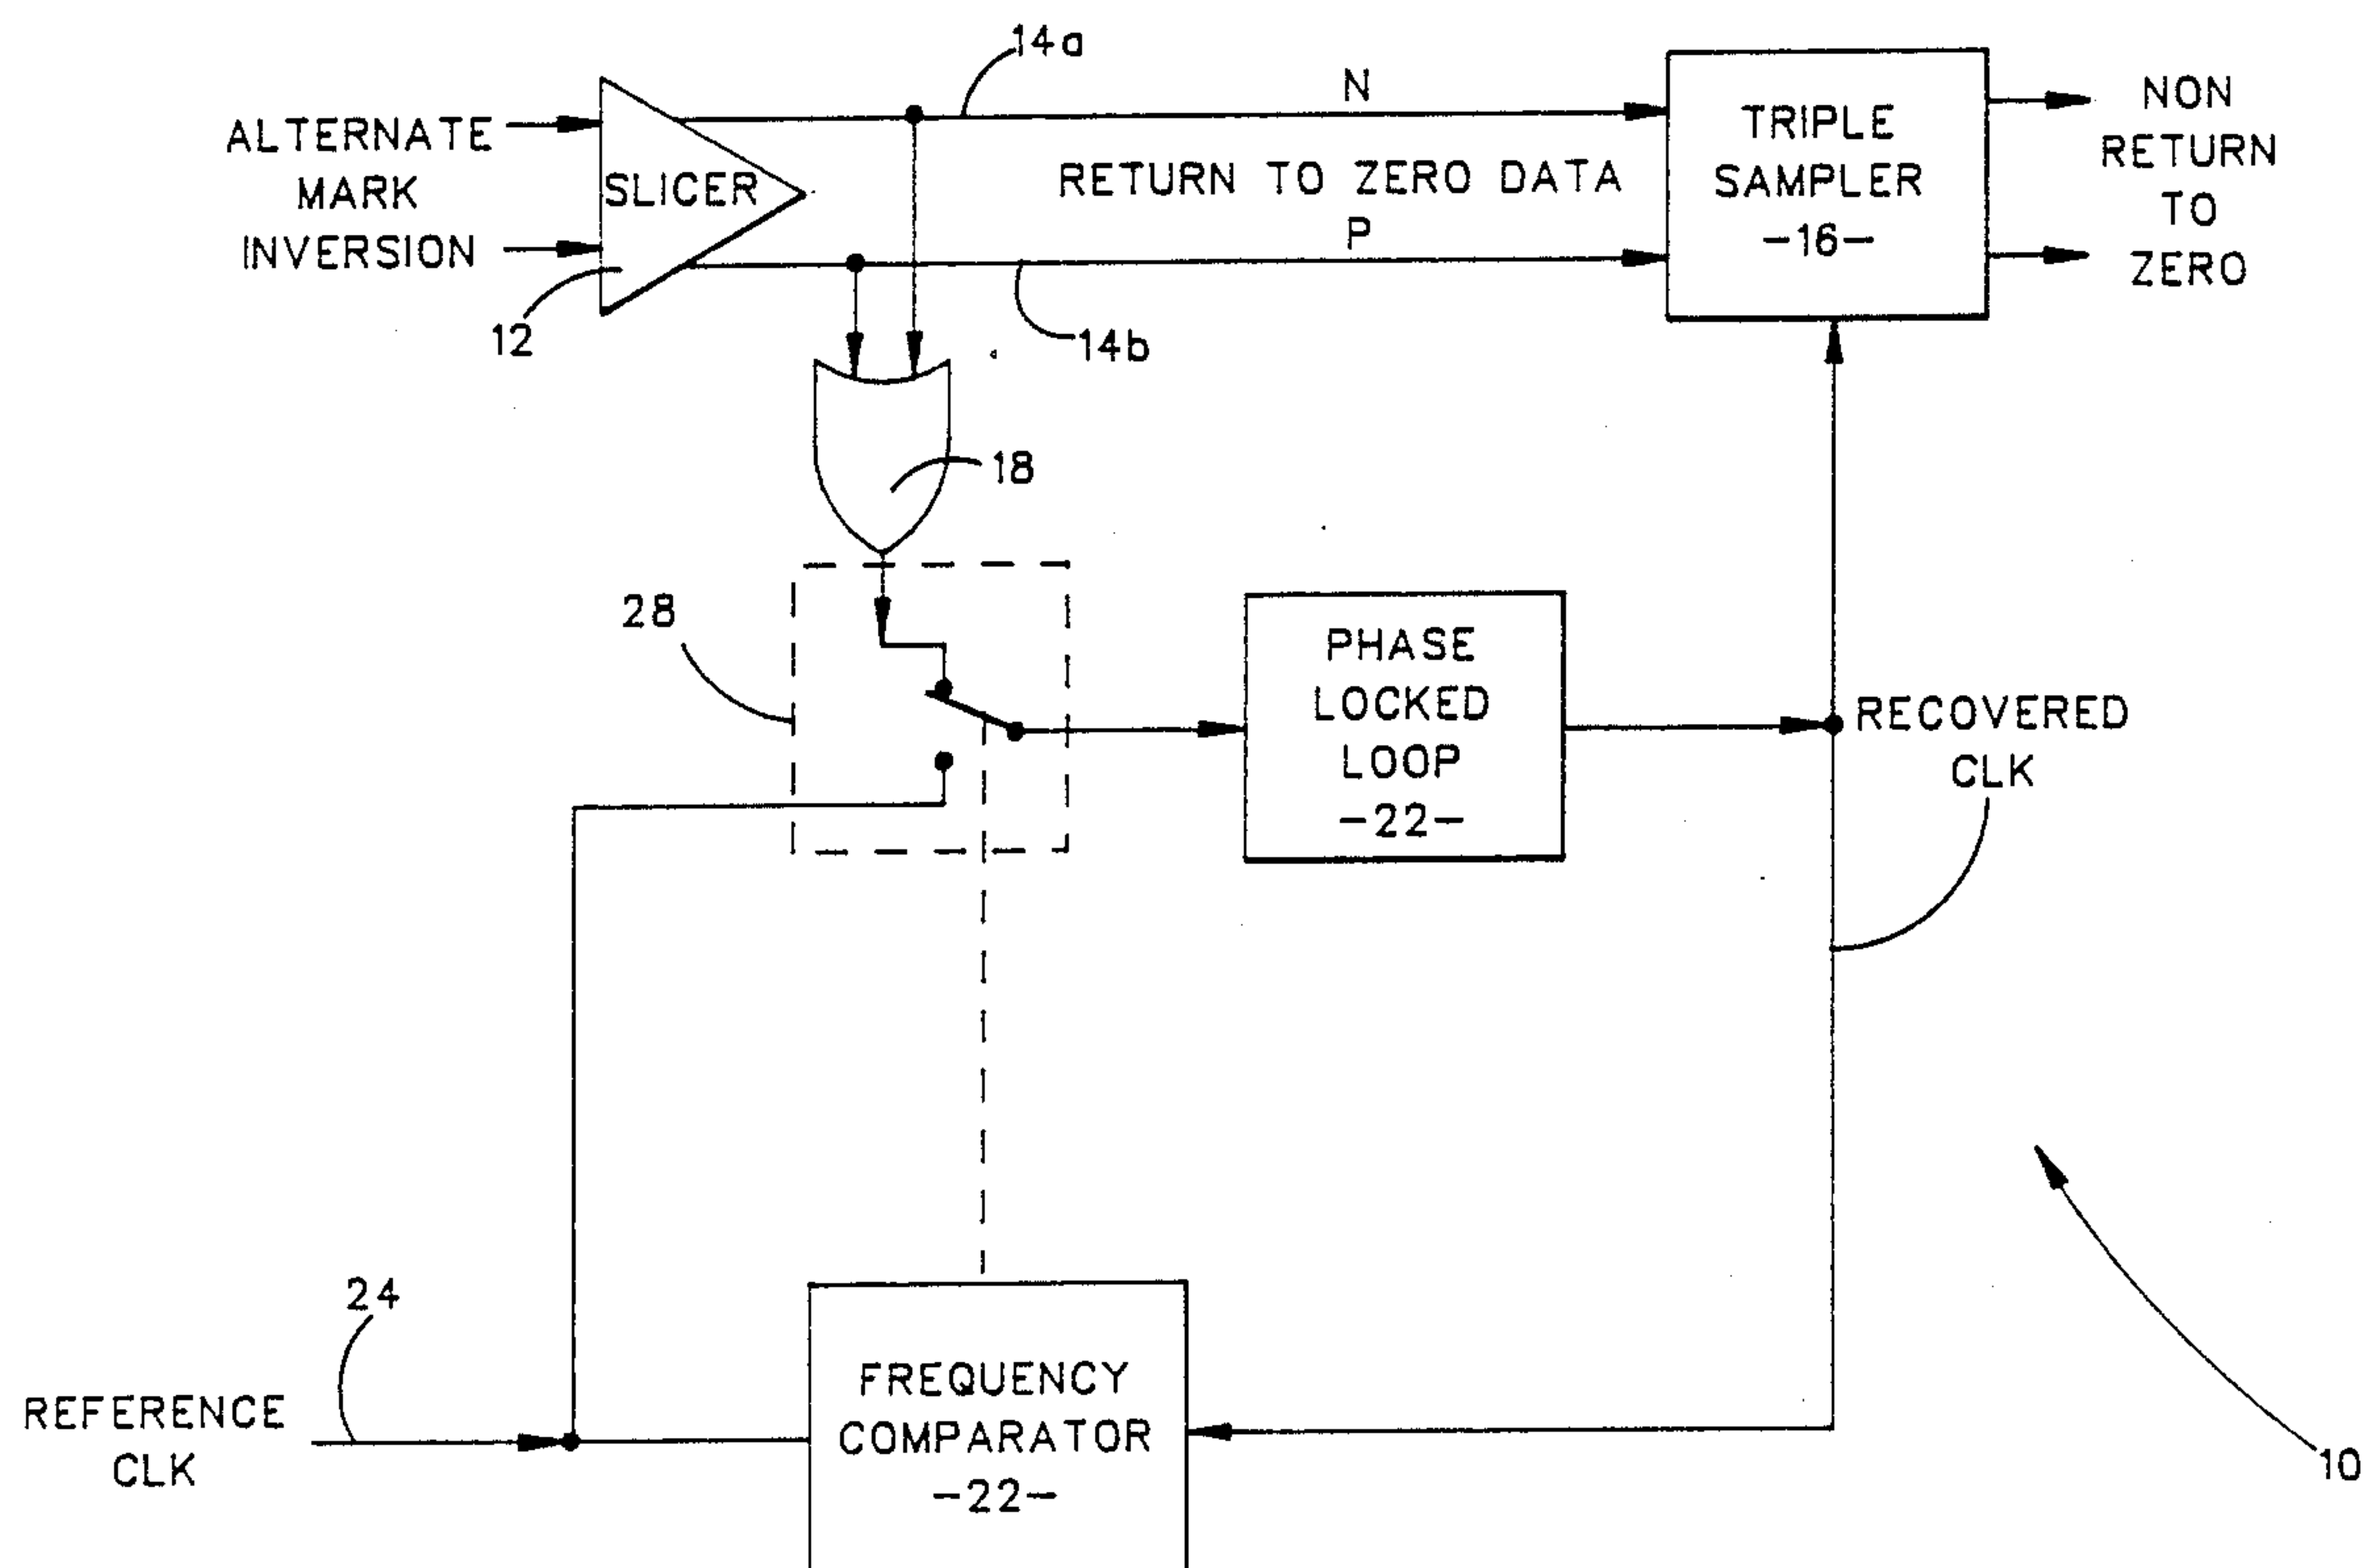 14a
ALTERNATE
MARK
INVERSION
SLICER
12
N
RETURN TO ZERO DATA
P
14b
TRIPLE
SAMPLER
-16-
NON
RETURN
TO
ZERO
18
28
PHASE
LOCKED
LOOP
-22-
RECOVERED
CLK
24
REFERENCE
CLK
FREQUENCY
COMPARATOR
-22-
10